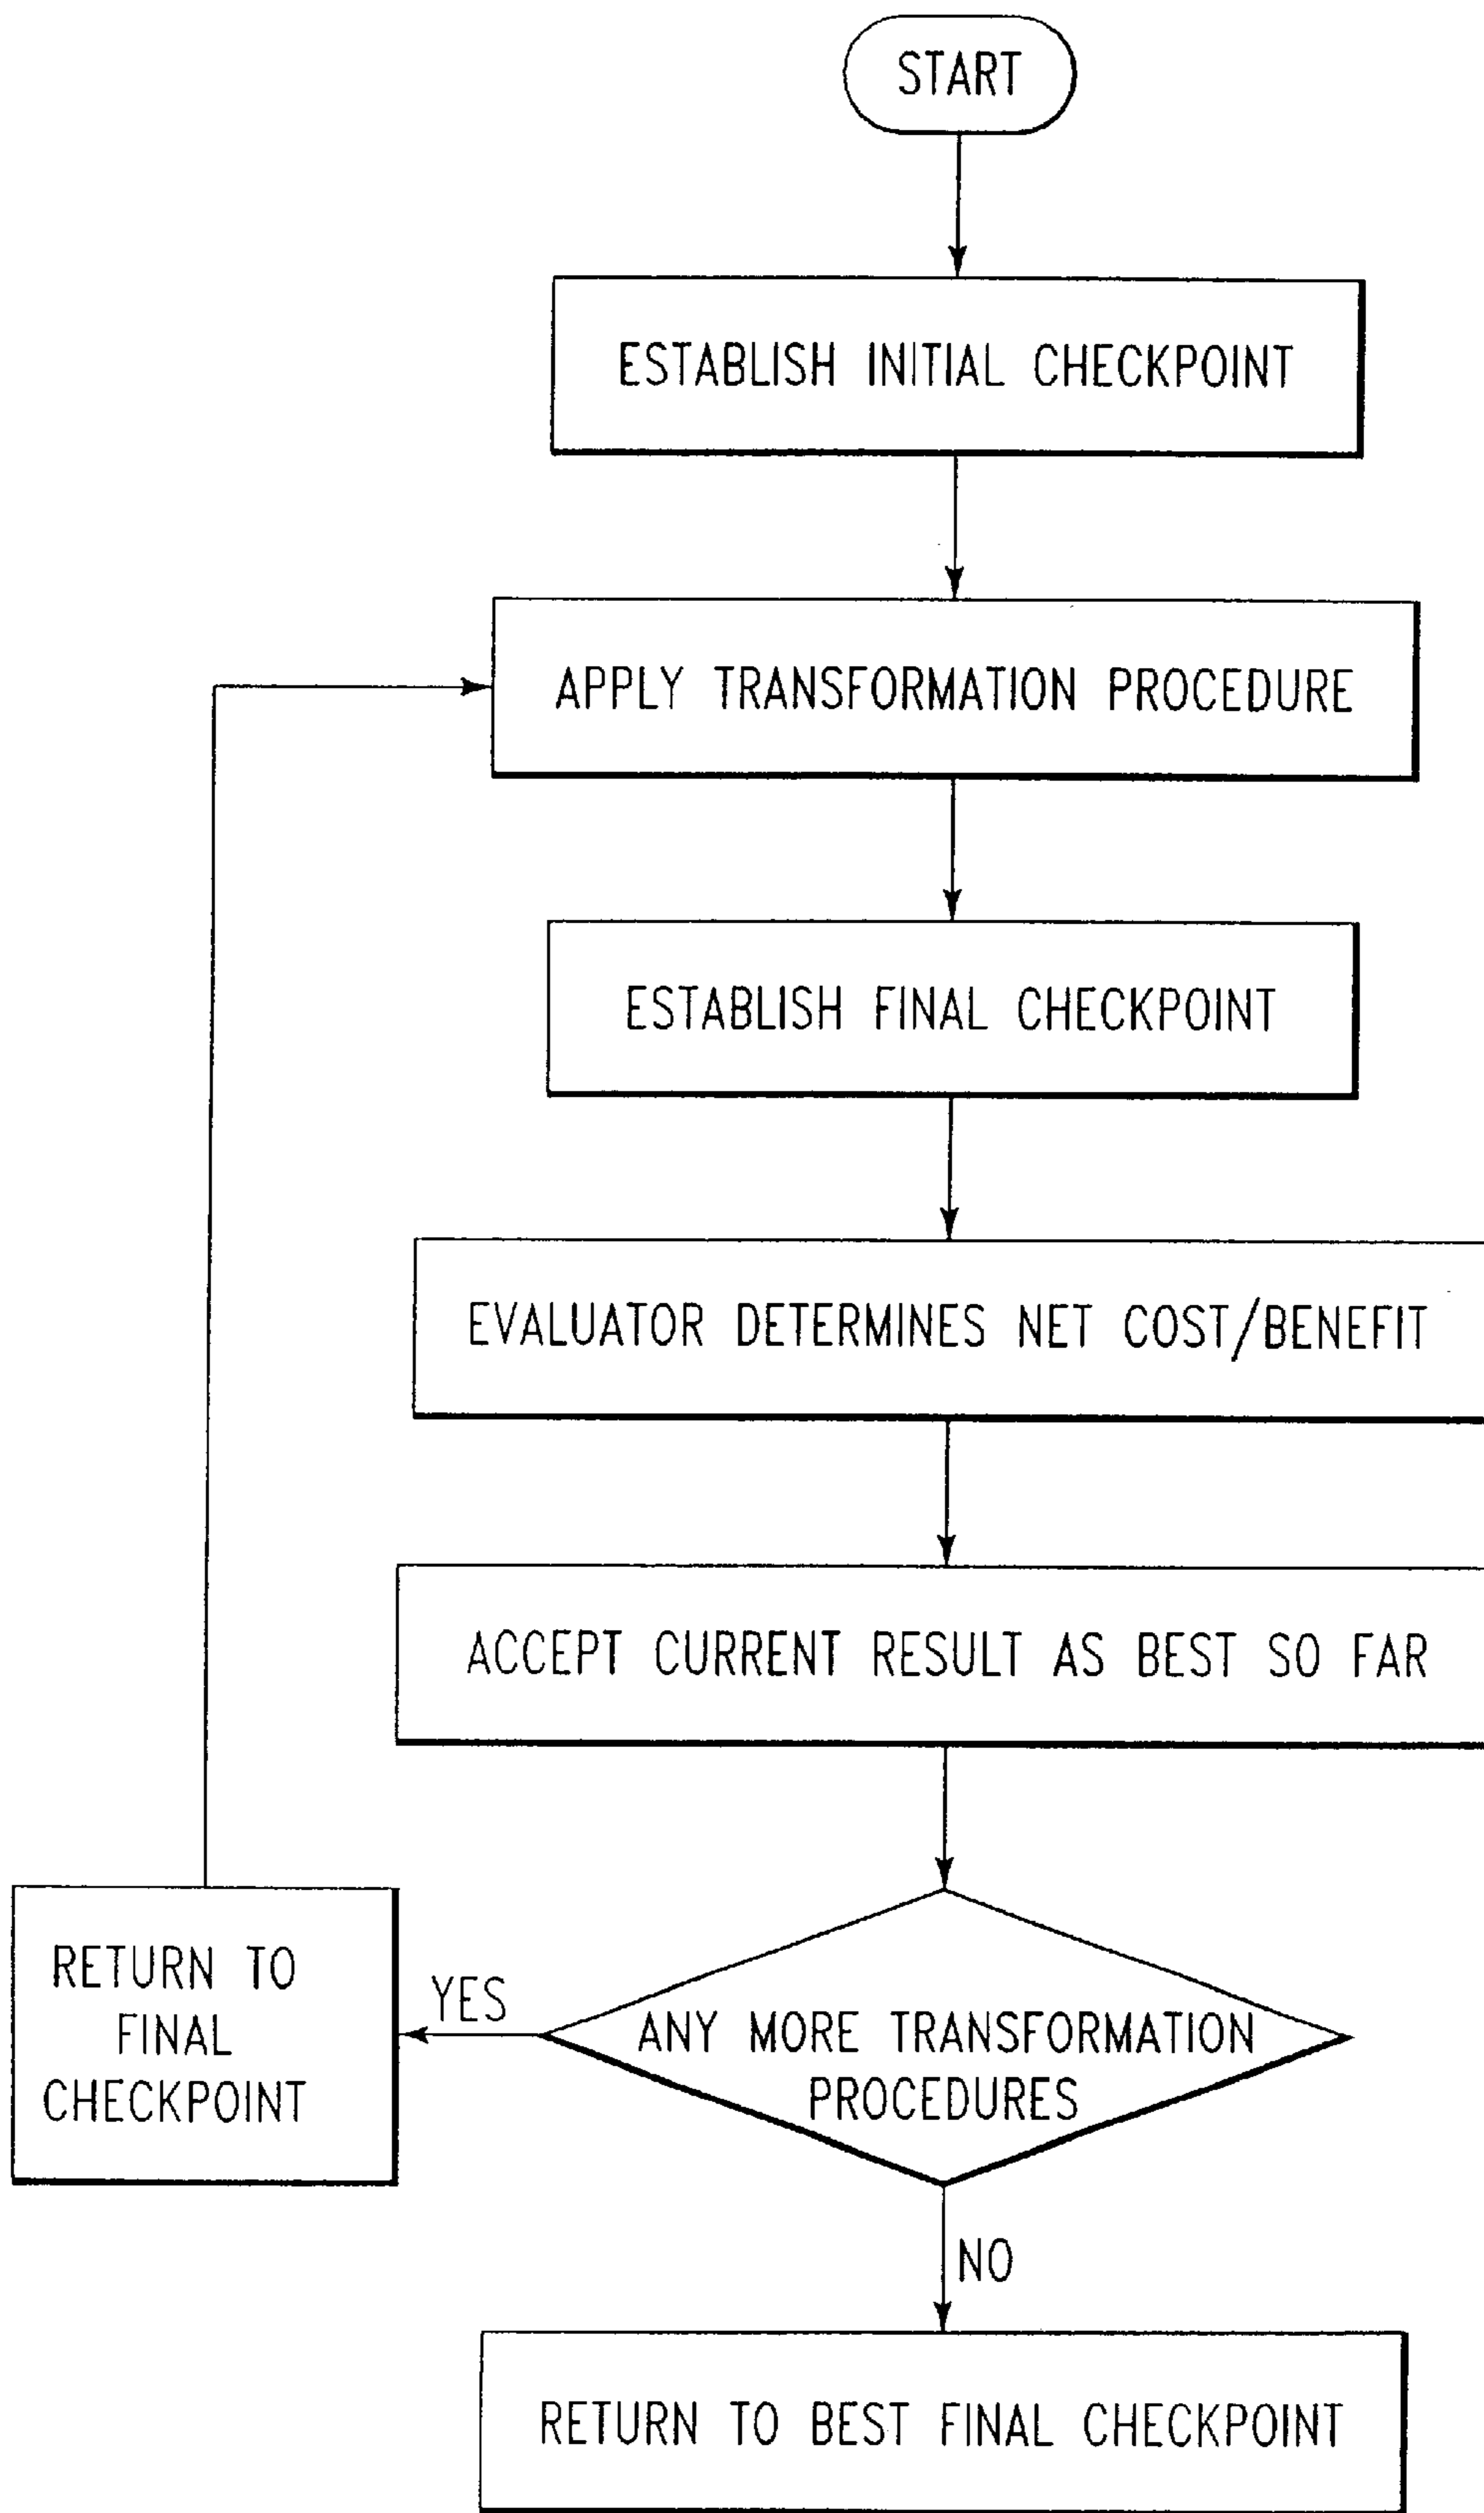 START
ESTABLISH INITIAL CHECKPOINT
APPLY TRANSFORMATION PROCEDURE
ESTABLISH FINAL CHECKPOINT
EVALUATOR DETERMINES NET COST/BENEFIT
ACCEPT CURRENT RESULT AS BEST SO FAR
RETURN TO
FINAL
CHECKPOINT
YES
ANY MORE TRANSFORMATION
PROCEDURES
NO
RETURN TO BEST FINAL CHECKPOINT